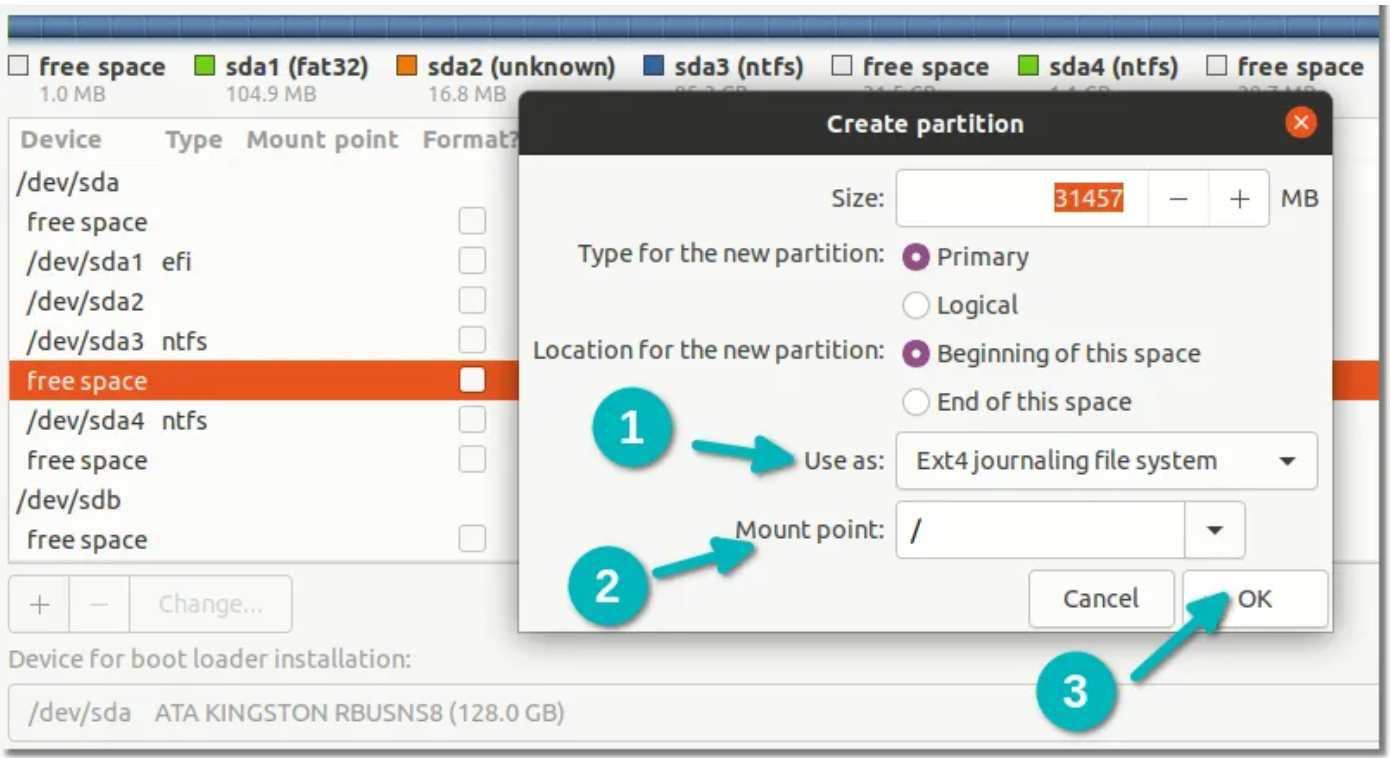 free space sda1 (fat32) sda2 (unknown) sda3 (ntfs) free space sda4 (ntfs) free space
1.0 MB 104.9 MB 16.8 MB
Create partition
Device Type Mount point Format?
/dev/sda
free space
/dev/sda1 efi
/dev/sda2
/dev/sda3 ntfs
free space
/dev/sda4 ntfs
free space
/dev/sdb
free space
+ − Change...
Device for boot loader installation:
/dev/sda ATA KINGSTON RBUSNS8 (128.0 GB)
Size: 31457 − + MB
Type for the new partition: Primary
Logical
Location for the new partition: Beginning of this space
End of this space
1
Use as: Ext4 journaling file system
Mount point: /
2
Cancel OK
3